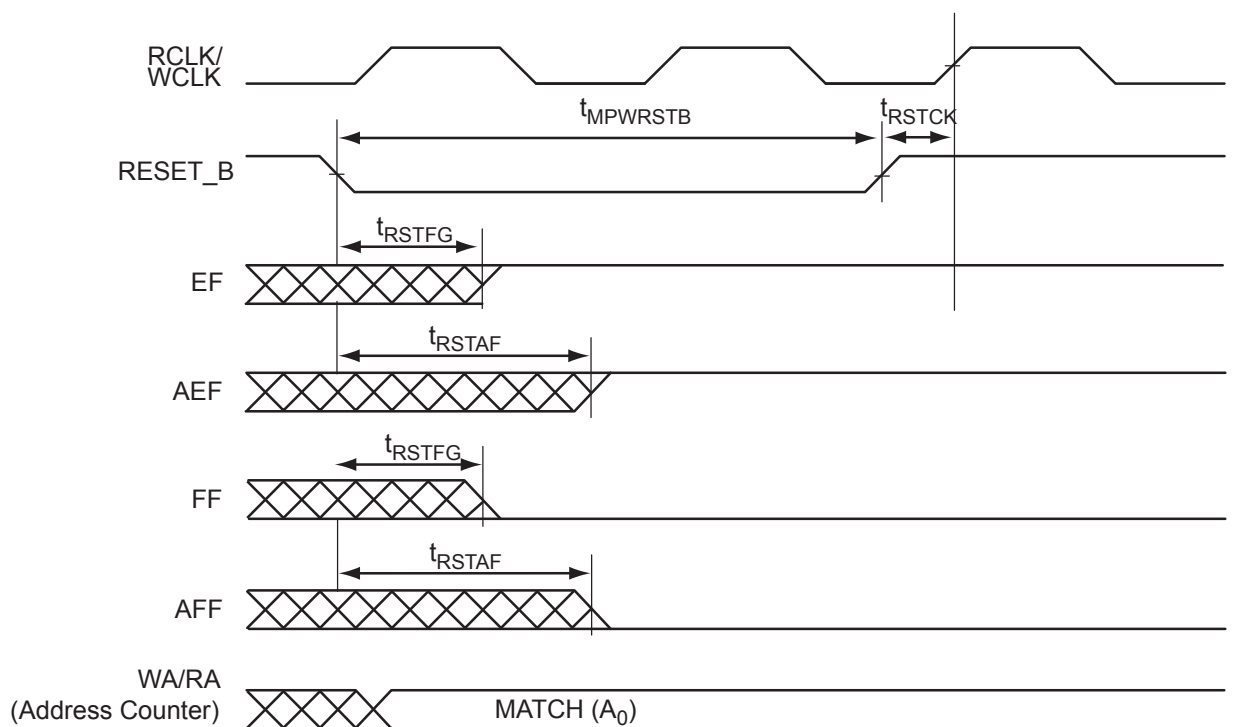 RCLK/
WCLK
tMPWRSTB
tRSTCK
RESET_B
tRSTFG
EF
tRSTAF
AEF
tRSTFG
FF
tRSTAF
AFF
WA/RA
(Address Counter)
MATCH (A0)